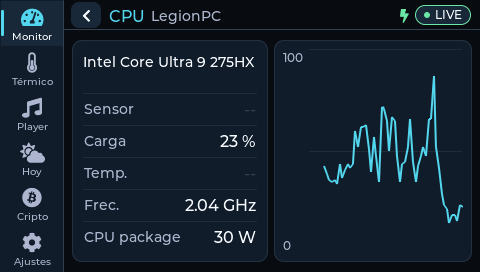 CPU LegionPC
LIVE
Monitor
Térmico
Player
Hoy
Cripto
Ajustes
Intel Core Ultra 9 275HX
Sensor --
Carga 23 %
Temp. --
Frec. 2.04 GHz
CPU package 30 W
100
0